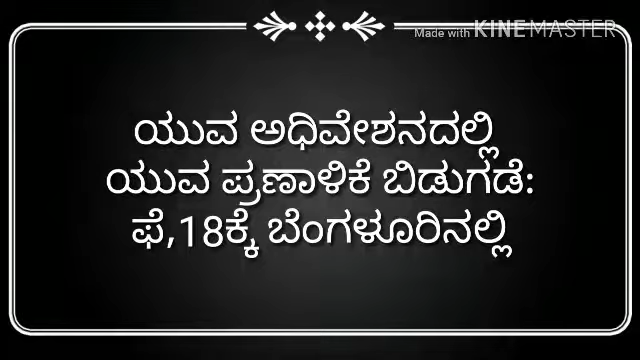 Made with KINEMASTER
ಯುವ ಅಧಿವೇಶನದಲ್ಲಿ
ಯುವ ಪ್ರಣಾಳಿಕೆ ಬಿಡುಗಡೆ:
ಫೆ,18ಕ್ಕೆ ಬೆಂಗಳೂರಿನಲ್ಲಿ